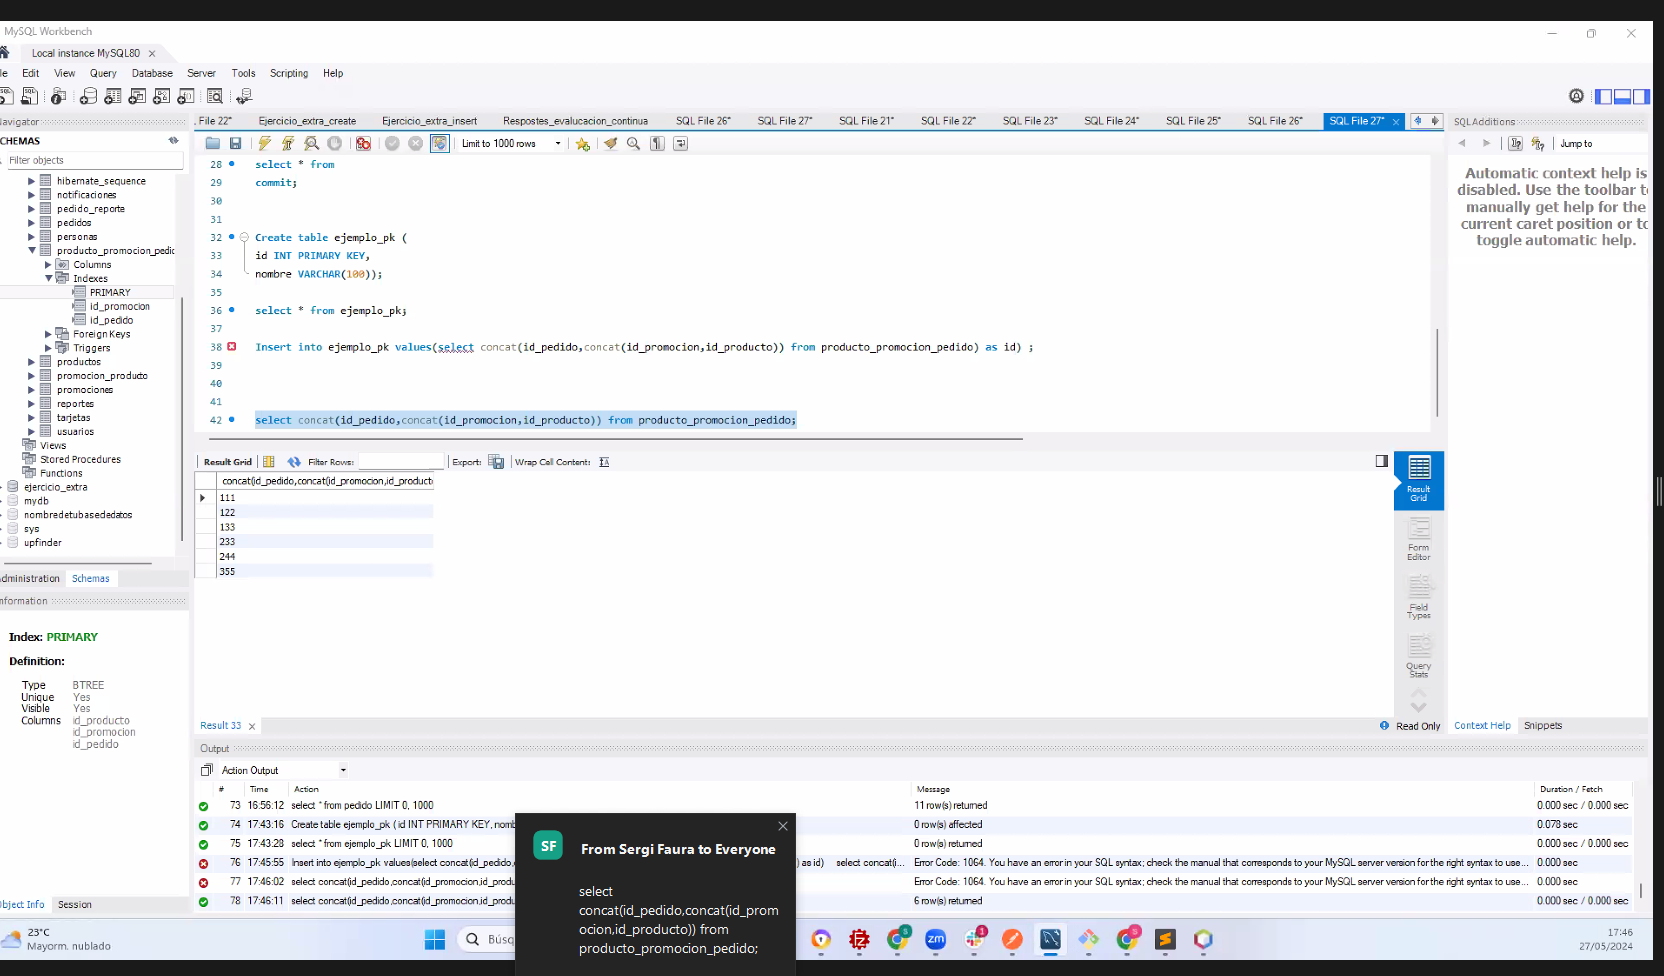 MySQL Workbench
Local instance MySQL80 ×
Edit View Query Database Server Tools Scripting Help
Navigator
SCHEMAS
Filter objects
hibernate_sequence
notificaciones
pedido_reporte
pedidos
personas
producto_promocion_pedic
Columns
Indexes
PRIMARY
id_promocion
id_pedido
Foreign Keys
Triggers
productos
promocion_producto
promociones
reportes
tarjetas
usuarios
Views
Stored Procedures
Functions
ejercicio_extra
mydb
nombredetubasededatos
sys
upfinder
dministration Schemas
nformation
Index: PRIMARY
Definition:
Type BTREE
Unique Yes
Visible Yes
Columns id_producto
id_promocion
id_pedido
bject Info Session
. File 22* Ejercicio_extra_create Ejercicio_extra_insert Respostes_evalucacion_continua SQL File 26* SQL File 27* SQL File 21* SQL File 22* SQL File 23* SQL File 24* SQL File 25* SQL File 26* SQL File 27* ×
Limit to 1000 rows
28 select * from
29 commit;
30
31
32 Create table ejemplo_pk (
33 id INT PRIMARY KEY,
34 nombre VARCHAR(100));
35
36 select * from ejemplo_pk;
37
38 Insert into ejemplo_pk values(select concat(id_pedido,concat(id_promocion,id_producto)) from producto_promocion_pedido) as id) ;
39
40
41
42 select concat(id_pedido,concat(id_promocion,id_producto)) from producto_promocion_pedido;
Result Grid Filter Rows: Export: Wrap Cell Content:
concat(id_pedido,concat(id_promocion,id_producto
111
122
133
233
244
355
Result Grid
Form Editor
Field Types
Query Stats
Result 33 × Read Only
SQLAdditions
Jump to
Automatic context help is
disabled. Use the toolbar to
manually get help for the
current caret position or to
toggle automatic help.
Context Help Snippets
Output
Action Output
# Time Action Message Duration / Fetch
73 16:56:12 select * from pedido LIMIT 0, 1000 11 row(s) returned 0.000 sec / 0.000 sec
74 17:43:16 Create table ejemplo_pk ( id INT PRIMARY KEY, nomb 0 row(s) affected 0.078 sec
75 17:43:28 select * from ejemplo_pk LIMIT 0, 1000 0 row(s) returned 0.000 sec / 0.000 sec
76 17:45:55 Insert into ejemplo_pk values(select concat(id_pedido, ) as id) select concat(i... Error Code: 1064. You have an error in your SQL syntax; check the manual that corresponds to your MySQL server version for the right syntax to use... 0.000 sec
77 17:46:02 select concat(id_pedido,concat(id_promocion,id_produ Error Code: 1064. You have an error in your SQL syntax; check the manual that corresponds to your MySQL server version for the right syntax to use... 0.000 sec
78 17:46:11 select concat(id_pedido,concat(id_promocion,id_produ 6 row(s) returned 0.000 sec / 0.000 sec
SF From Sergi Faura to Everyone
select
concat(id_pedido,concat(id_prom
ocion,id_producto)) from
producto_promocion_pedido;
23°C
Mayorm. nublado
Búsq
zm
17:46
27/05/2024